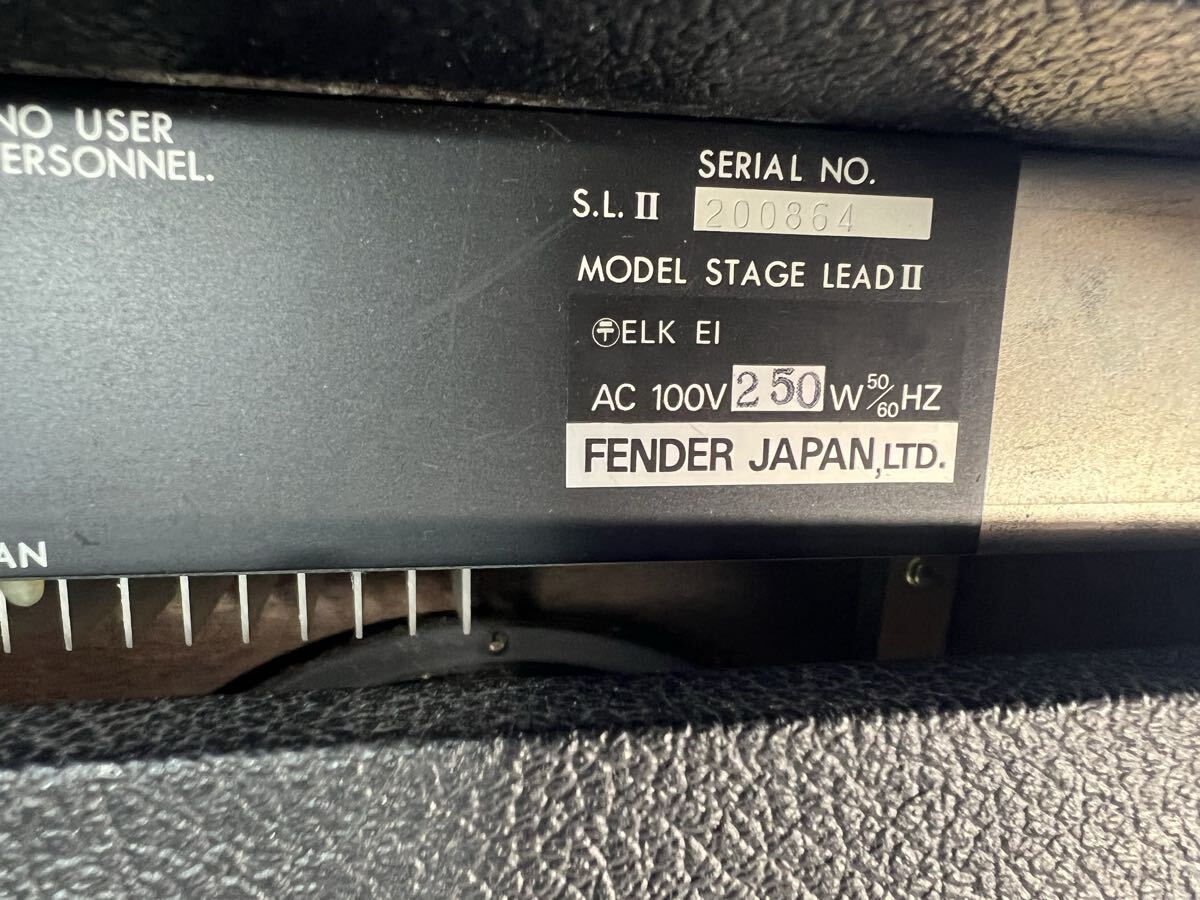 NO USER
ERSONNEL.
SERIAL NO.
S.L. II 200864
MODEL STAGE LEAD II
〶ELK EI
AC 100V 250 W 50/60 HZ
FENDER JAPAN, LTD.
AN